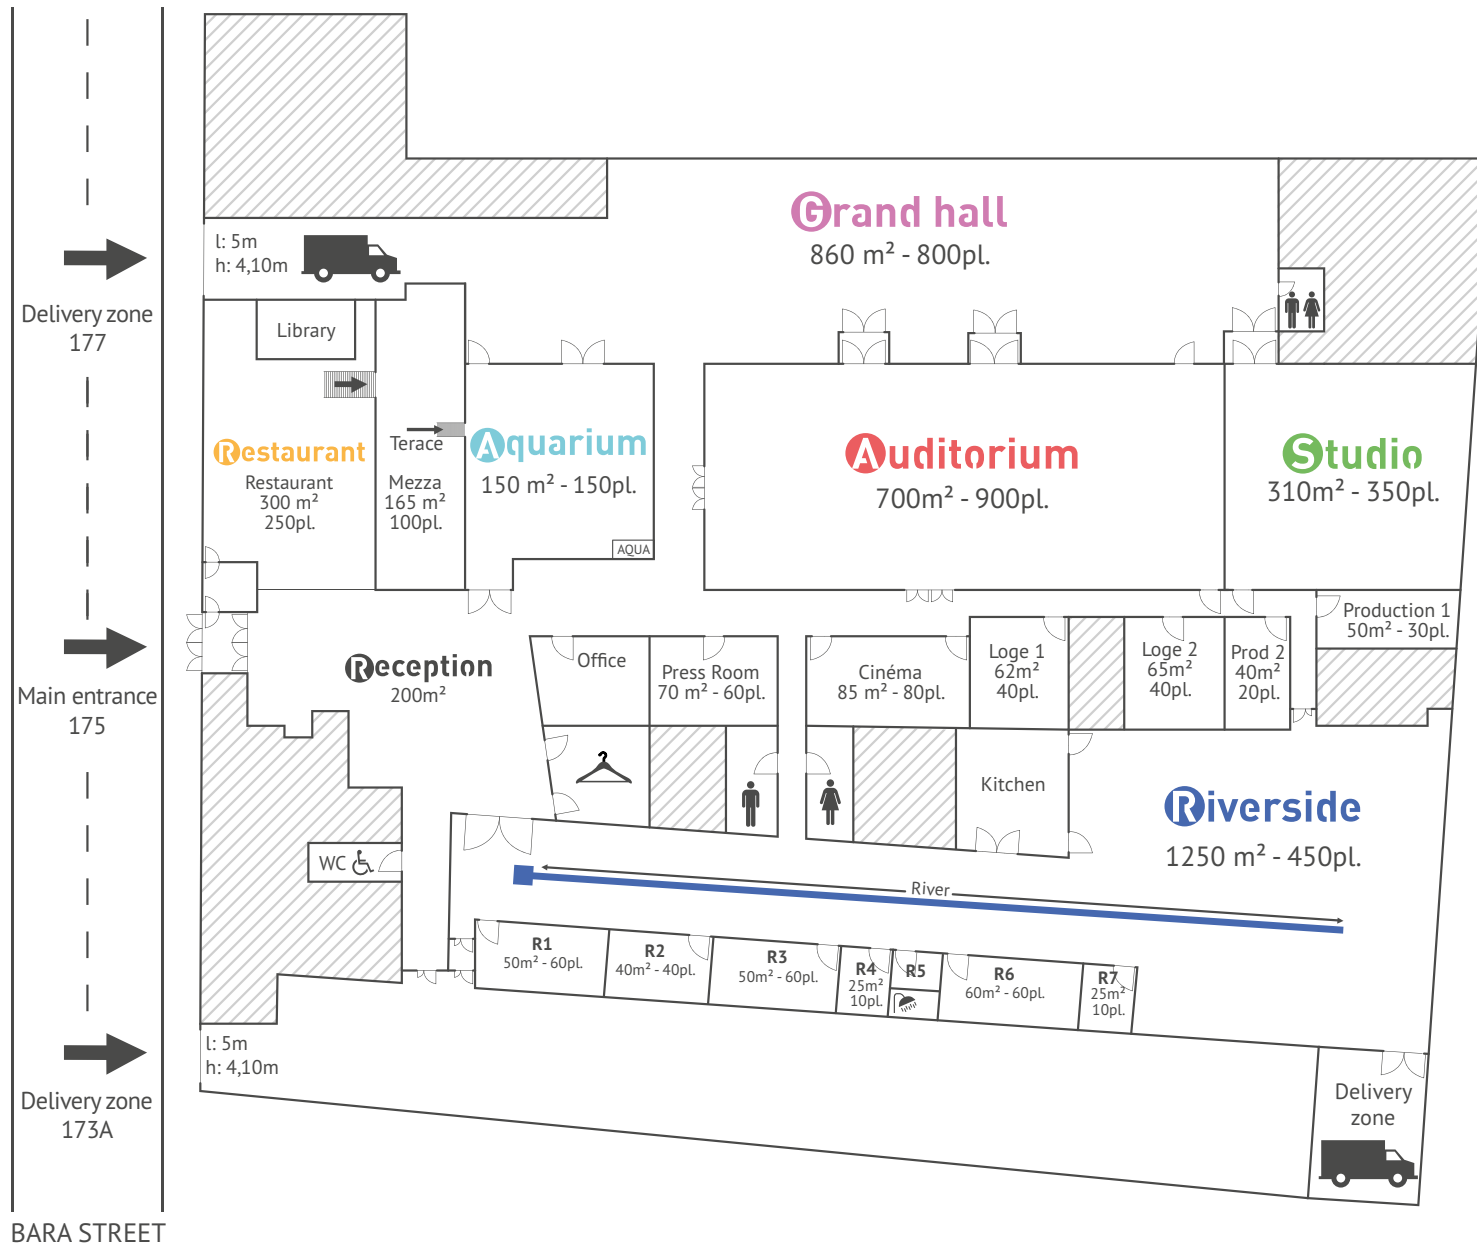 Grand hall
860 m² - 800pl.
l: 5m
h: 4,10m
Delivery zone
177
Library
Terace
Restaurant
Restaurant
300 m²
250pl.
Mezza
165 m²
100pl.
Aquarium
150 m² - 150pl.
AQUA
Auditorium
700m² - 900pl.
Studio
310m² - 350pl.
Production 1
50m² - 30pl.
Main entrance
175
Reception
200m²
Office
Press Room
70 m² - 60pl.
Cinéma
85 m² - 80pl.
Loge 1
62m²
40pl.
Loge 2
65m²
40pl.
Prod 2
40m²
20pl.
Kitchen
Riverside
1250 m² - 450pl.
WC
River
R1
50m² - 60pl.
R2
40m² - 40pl.
R3
50m² - 60pl.
R4
25m²
10pl.
R5
R6
60m² - 60pl.
R7
25m²
10pl.
l: 5m
h: 4,10m
Delivery zone
173A
Delivery
zone
BARA STREET